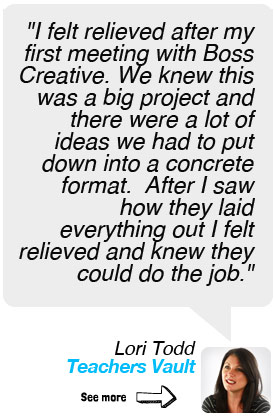 "I felt relieved after my
first meeting with Boss
Creative. We knew this
was a big project and
there were a lot of
ideas we had to put
down into a concrete
format.  After I saw
how they laid
everything out I felt
relieved and knew they
could do the job."
Lori Todd
Teachers Vault
See more